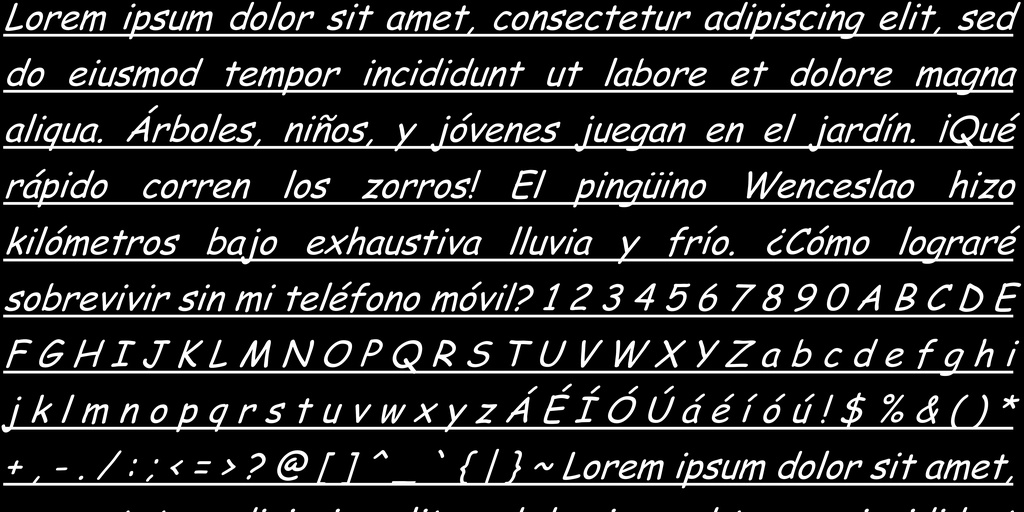 Lorem ipsum dolor sit amet, consectetur adipiscing elit, sed
do eiusmod tempor incididunt ut labore et dolore magna
aliqua. Árboles, niños, y jóvenes juegan en el jardín. ¡Qué
rápido corren los zorros! El pingüino Wenceslao hizo
kilómetros bajo exhaustiva lluvia y frío. ¿Cómo lograré
sobrevivir sin mi teléfono móvil? 1 2 3 4 5 6 7 8 9 0 A B C D E
F G H I J K L M N O P Q R S T U V W X Y Z a b c d e f g h i
j k l m n o p q r s t u v w x y z Á É Í Ó Ú á é í ó ú ! $ % & ( ) *
+ , - . / : ; < = > ? @ [ ] ^ _ ` { | } ~ Lorem ipsum dolor sit amet,